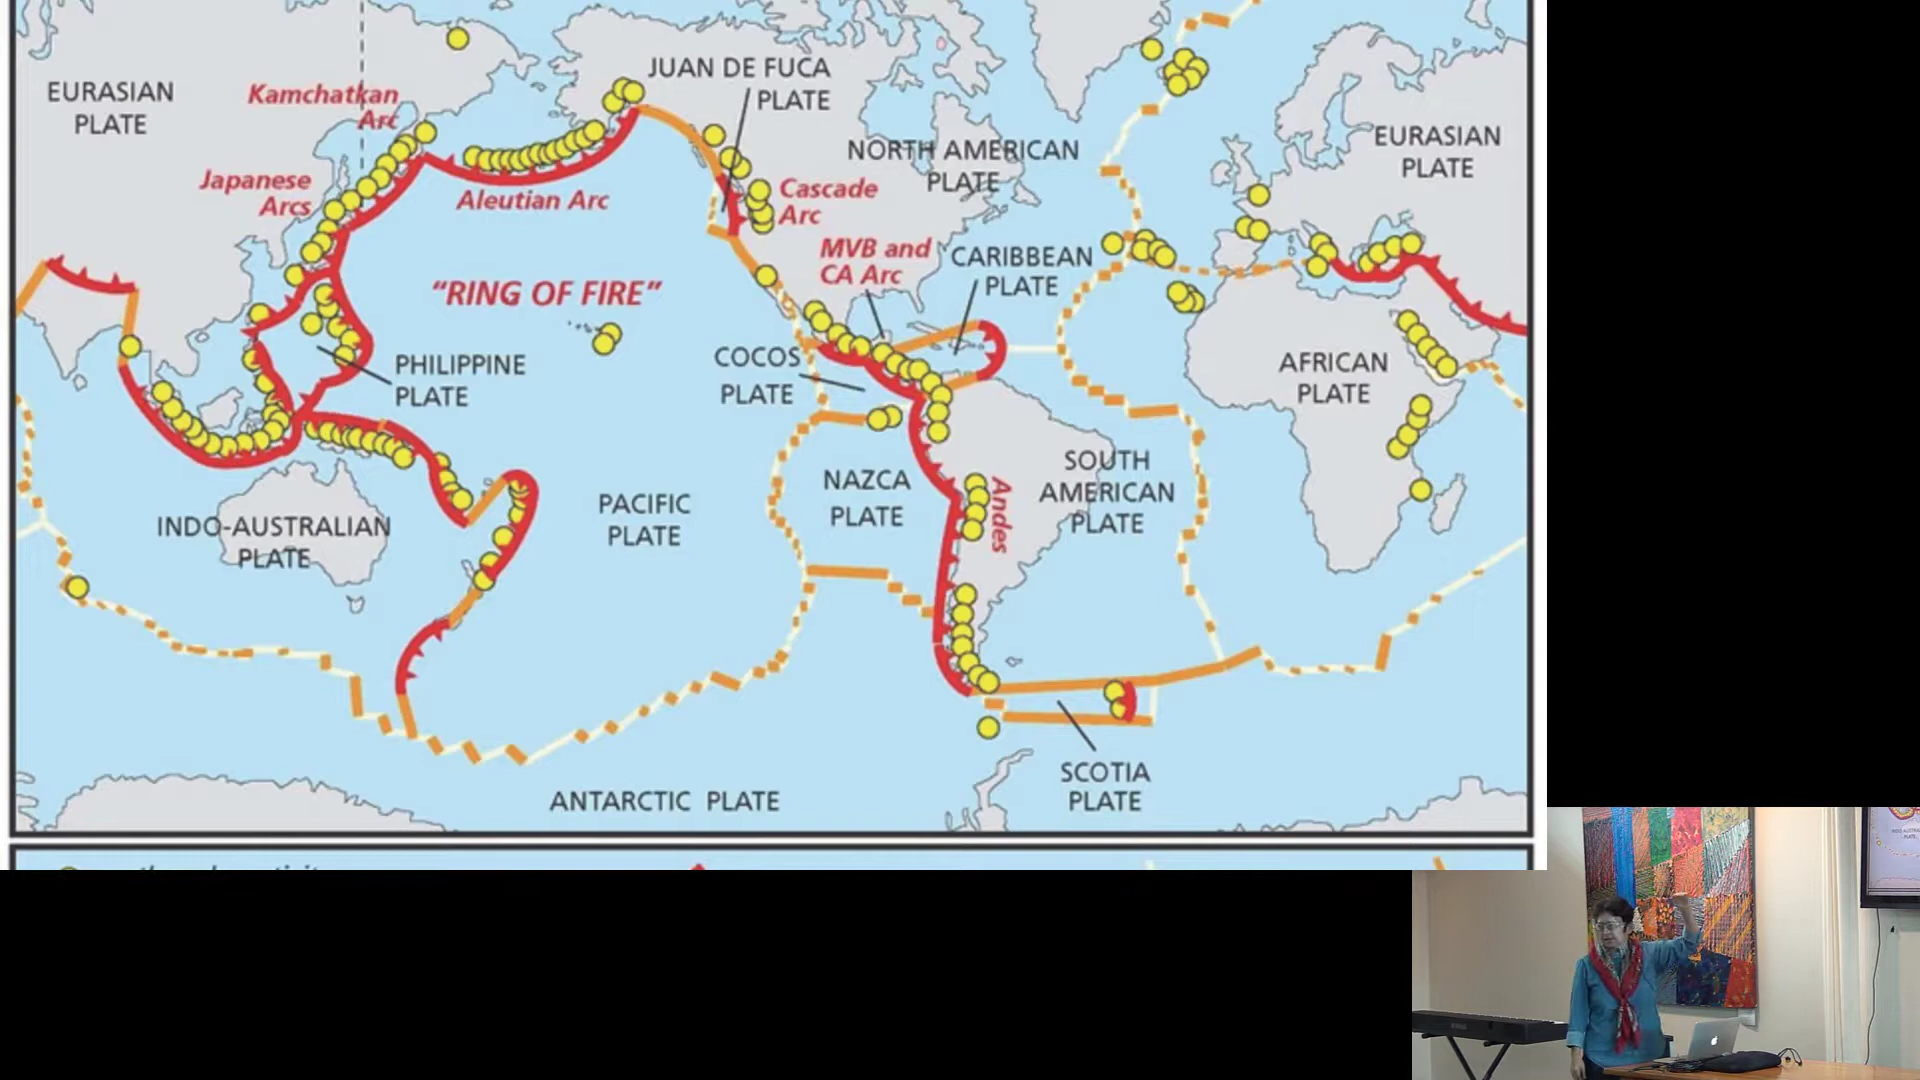 EURASIAN
PLATE
Kamchatkan
Arc
JUAN DE FUCA
PLATE
NORTH AMERICAN
PLATE
EURASIAN
PLATE
Japanese
Arcs
Aleutian Arc
Cascade
Arc
MVB and
CA Arc
CARIBBEAN
PLATE
"RING OF FIRE"
PHILIPPINE
PLATE
COCOS
PLATE
AFRICAN
PLATE
INDO-AUSTRALIAN
PLATE
PACIFIC
PLATE
NAZCA
PLATE
Andes
SOUTH
AMERICAN
PLATE
SCOTIA
PLATE
ANTARCTIC PLATE